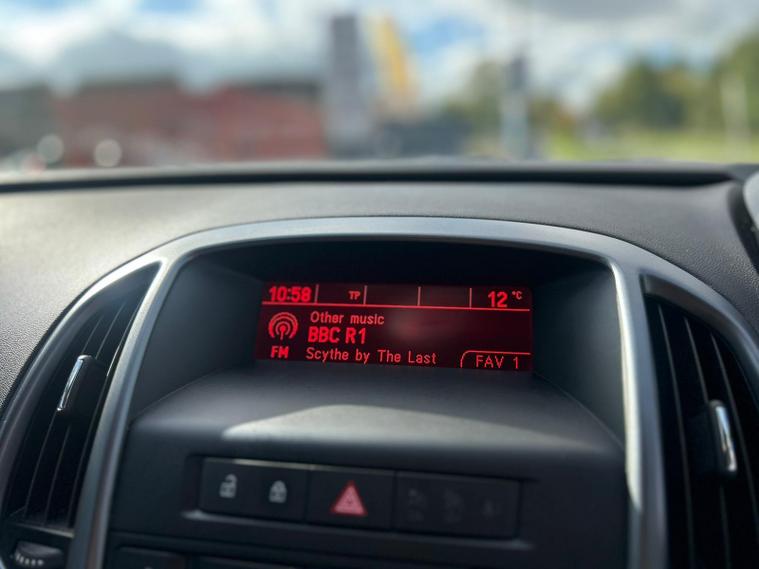 10:58 TP 12 °C
Other music
BBC R1
FM Scythe by The Last FAV 1